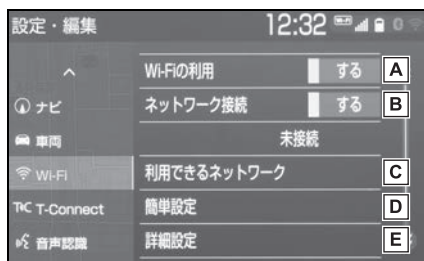 設定・編集 12:32 Wi-Fi 0
Wi-Fiの利用 する A
ナビ ネットワーク接続 する B
車両 未接続
Wi-Fi 利用できるネットワーク C
T-Connect 簡単設定 D
音声認識 詳細設定 E